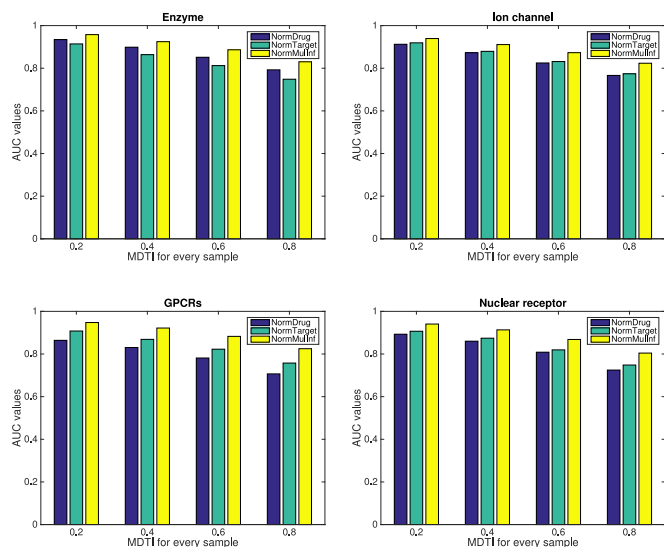 Enzyme
AUC values
1
0.8
0.6
0.4
0.2
0
NormDrug
NormTarget
NormMulInf
0.2 0.4 0.6 0.8
MDTI for every sample
Ion channel
AUC values
1
0.8
0.6
0.4
0.2
0
NormDrug
NormTarget
NormMulInf
0.2 0.4 0.6 0.8
MDTI for every sample
GPCRs
AUC values
1
0.8
0.6
0.4
0.2
0
NormDrug
NormTarget
NormMulInf
0.2 0.4 0.6 0.8
MDTI for every sample
Nuclear receptor
AUC values
1
0.8
0.6
0.4
0.2
0
NormDrug
NormTarget
NormMulInf
0.2 0.4 0.6 0.8
MDTI for every sample